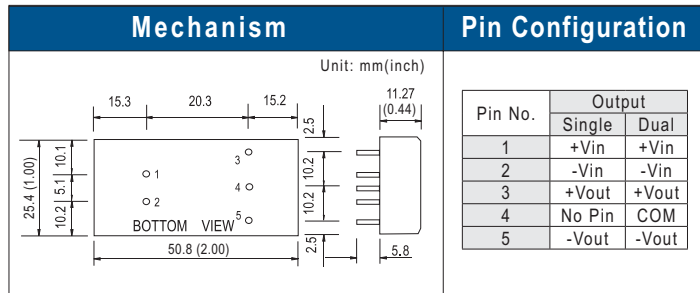 Mechanism
Pin Configuration
Unit: mm(inch)
15.3
20.3
15.2
11.27
(0.44)
2.5
25.4 (1.00)
10.1
5.1
10.2
1
2
3
4
5
BOTTOM VIEW
10.2
10.2
2.5
50.8 (2.00)
5.8
Pin No. Output
Single Dual
1 +Vin +Vin
2 -Vin -Vin
3 +Vout +Vout
4 No Pin COM
5 -Vout -Vout